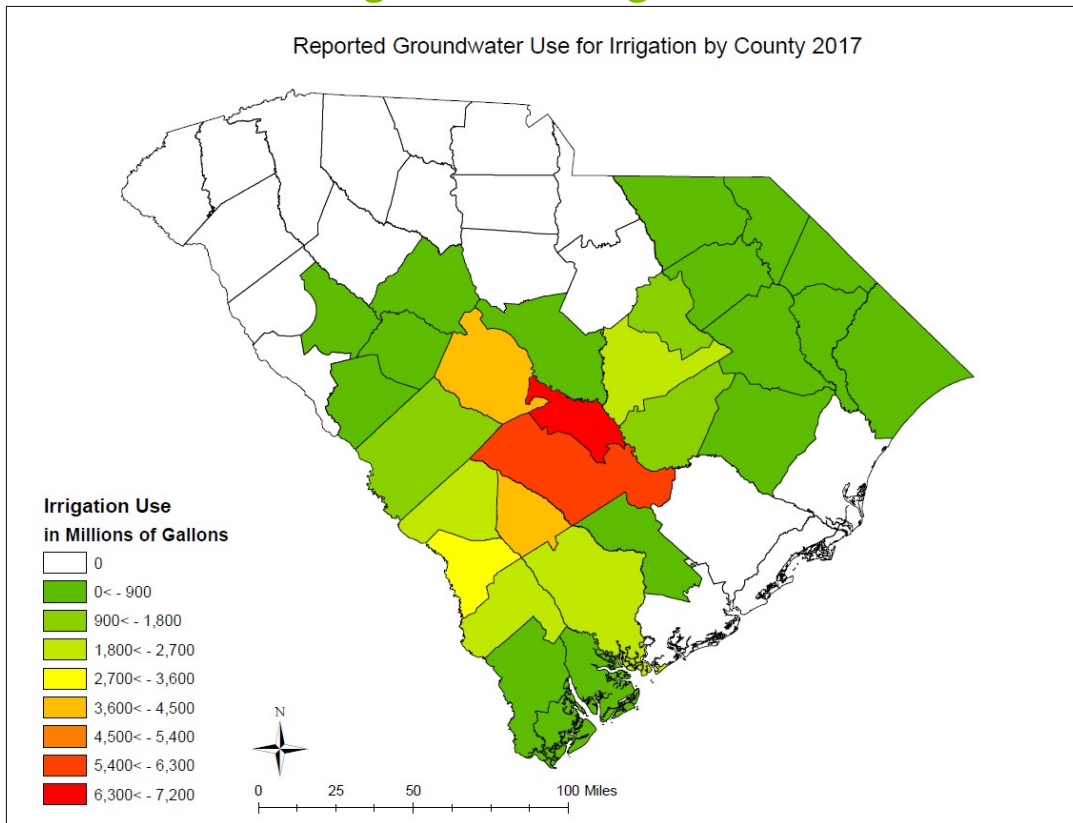 Reported Groundwater Use for Irrigation by County 2017
Irrigation Use
in Millions of Gallons
0
0< - 900
900< - 1,800
1,800< - 2,700
2,700< - 3,600
3,600< - 4,500
4,500< - 5,400
5,400< - 6,300
6,300< - 7,200
N
0 25 50 100 Miles